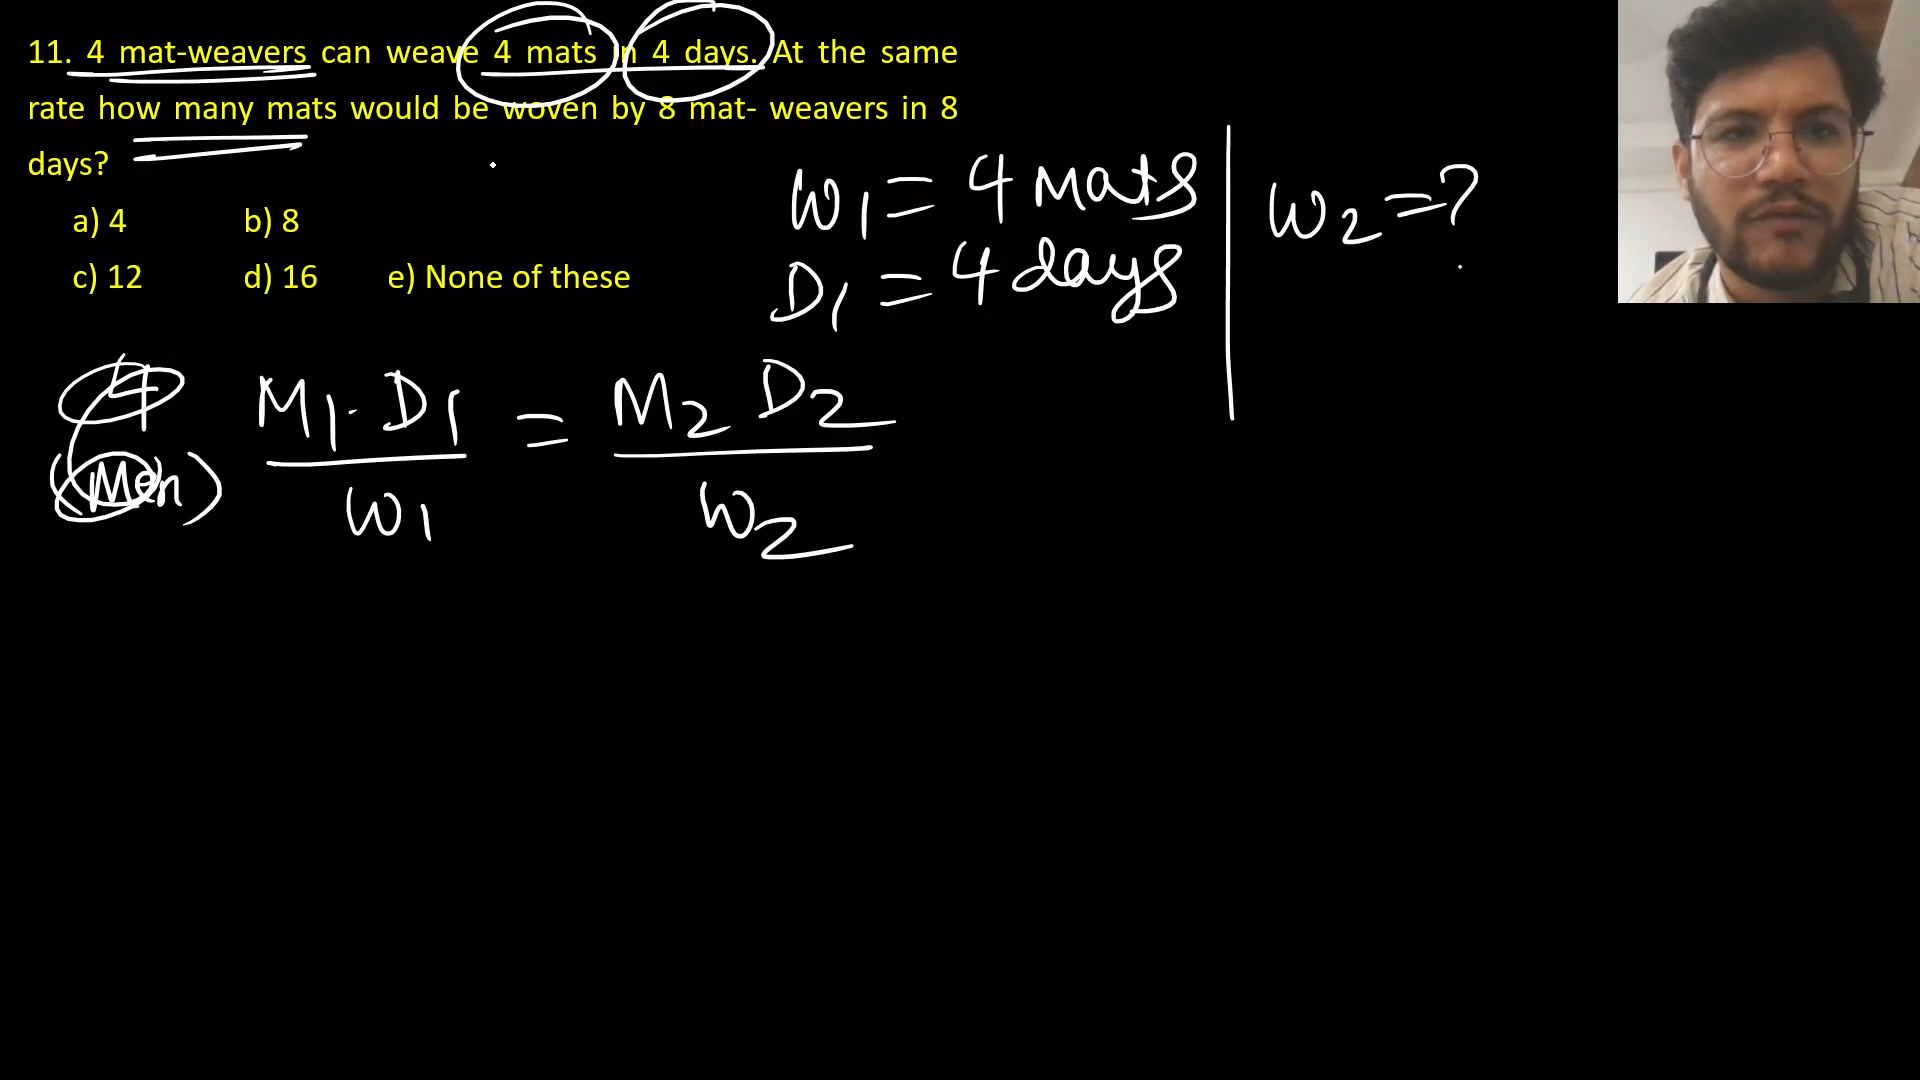 11. 4 mat-weavers can weave 4 mats in 4 days. At the same
rate how many mats would be woven by 8 mat- weavers in 8
days?
a) 4 b) 8
c) 12 d) 16 e) None of these
W1 = 4 Mats
D1 = 4 days
W2 = ?
4
(Men)
M1 · D1 / W1 = M2 D2 / W2